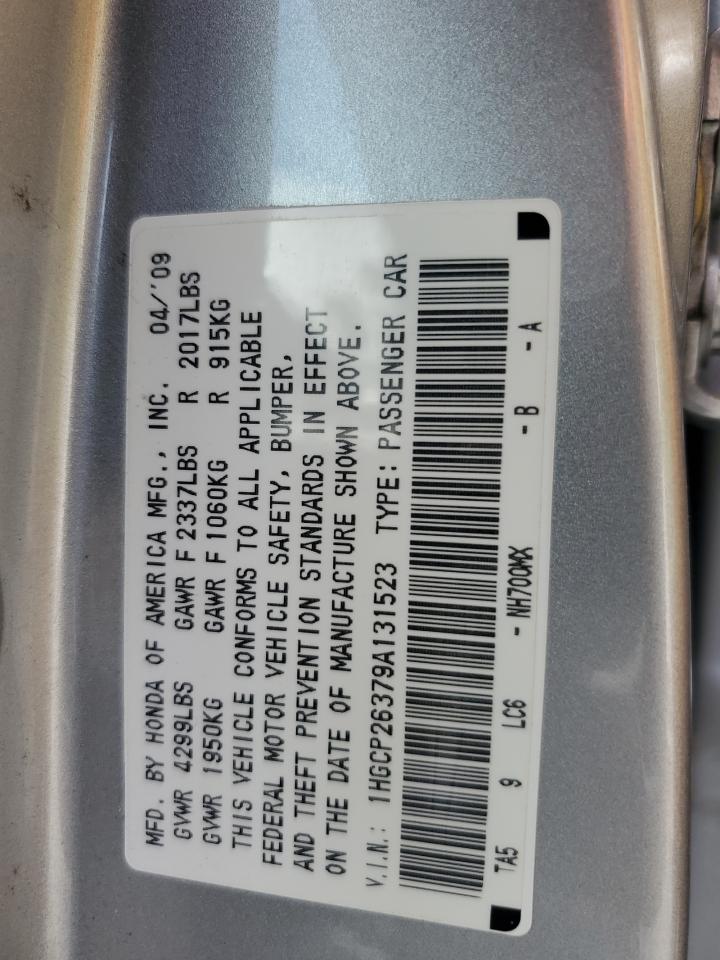 MFD. BY HONDA OF AMERICA MFG., INC. 04/'09
GVWR 4299LBS GAWR F 2337LBS R 2017LBS
GVWR 1950KG GAWR F 1060KG R 915KG
THIS VEHICLE CONFORMS TO ALL APPLICABLE
FEDERAL MOTOR VEHICLE SAFETY, BUMPER,
AND THEFT PREVENTION STANDARDS IN EFFECT
ON THE DATE OF MANUFACTURE SHOWN ABOVE.
V.I.N.: 1HGCP26379A131523 TYPE: PASSENGER CAR
TA5 9 LC6 - NH700MX - B - A